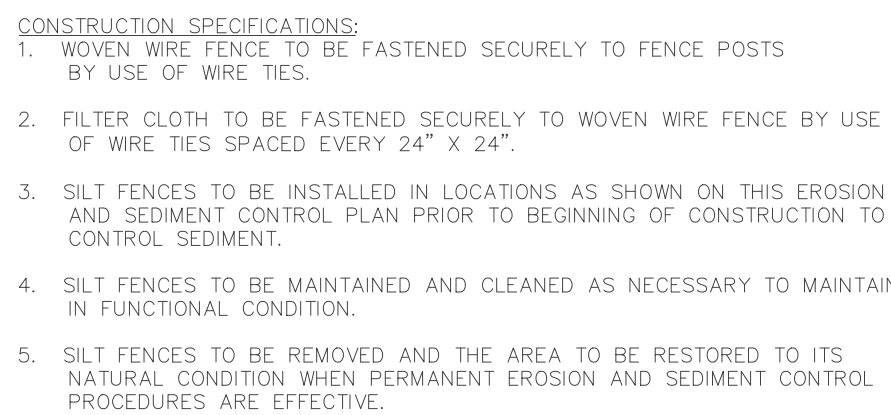 CONSTRUCTION SPECIFICATIONS:
1. WOVEN WIRE FENCE TO BE FASTENED SECURELY TO FENCE POSTS
BY USE OF WIRE TIES.
2. FILTER CLOTH TO BE FASTENED SECURELY TO WOVEN WIRE FENCE BY USE
OF WIRE TIES SPACED EVERY 24" X 24".
3. SILT FENCES TO BE INSTALLED IN LOCATIONS AS SHOWN ON THIS EROSION
AND SEDIMENT CONTROL PLAN PRIOR TO BEGINNING OF CONSTRUCTION TO
CONTROL SEDIMENT.
4. SILT FENCES TO BE MAINTAINED AND CLEANED AS NECESSARY TO MAINTAIN
IN FUNCTIONAL CONDITION.
5. SILT FENCES TO BE REMOVED AND THE AREA TO BE RESTORED TO ITS
NATURAL CONDITION WHEN PERMANENT EROSION AND SEDIMENT CONTROL
PROCEDURES ARE EFFECTIVE.